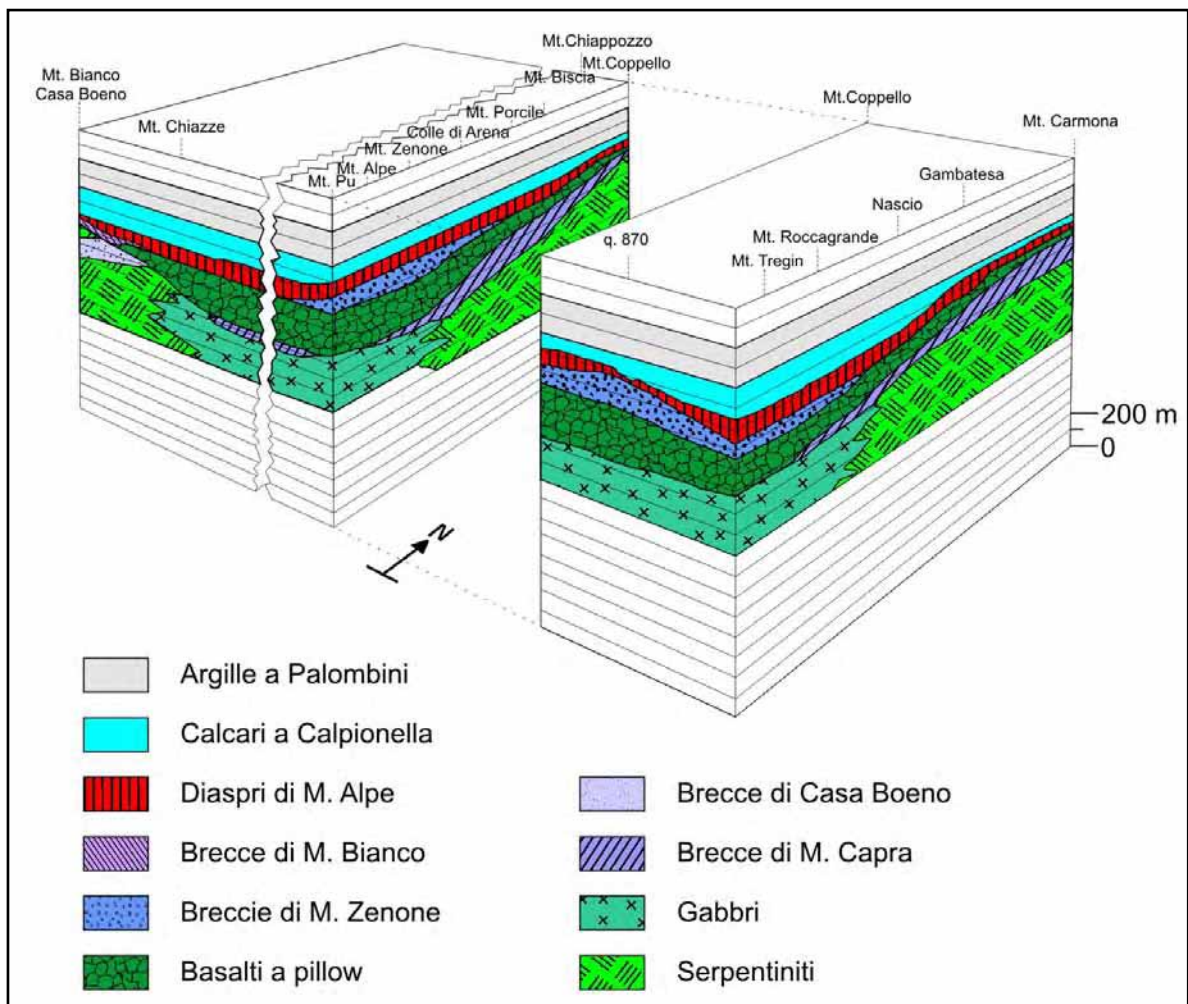 Mt. Bianco
Casa Boeno
Mt. Chiazze
Mt. Pu
Mt. Alpe
Mt. Zenone
Colle di Arena
Mt. Porcile
Mt. Biscia
Mt.Chiappozzo
Mt.Coppello
Mt.Coppello
Mt. Carmona
Gambatesa
Nascio
q. 870
Mt. Roccagrande
Mt. Tregin
200 m
0
N
Argille a Palombini
Calcari a Calpionella
Diaspri di M. Alpe
Brecce di M. Bianco
Breccie di M. Zenone
Basalti a pillow
Brecce di Casa Boeno
Brecce di M. Capra
Gabbri
Serpentiniti